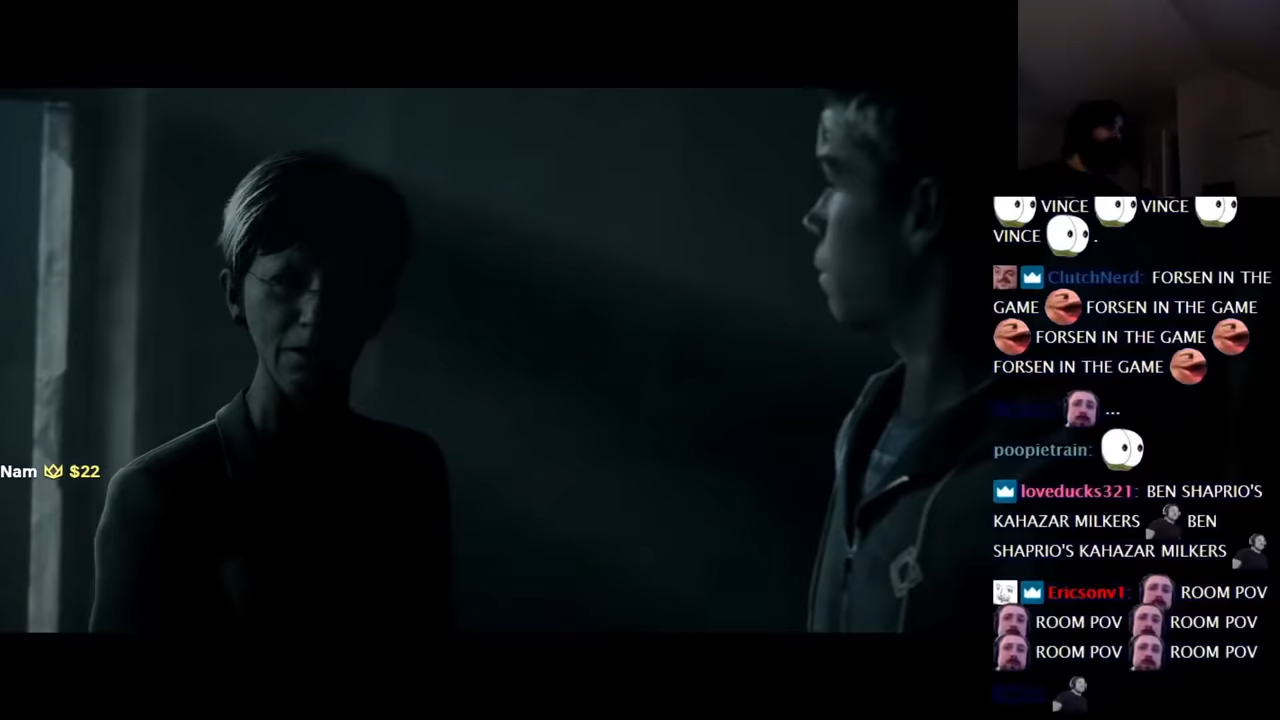 Nam $22
VINCE VINCE
VINCE .
ClutchNerd: FORSEN IN THE
GAME FORSEN IN THE GAME
FORSEN IN THE GAME
FORSEN IN THE GAME
...
poopietrain:
loveducks321: BEN SHAPRIO'S
KAHAZAR MILKERS BEN
SHAPRIO'S KAHAZAR MILKERS
Ericsonv1: ROOM POV
ROOM POV ROOM POV
ROOM POV ROOM POV